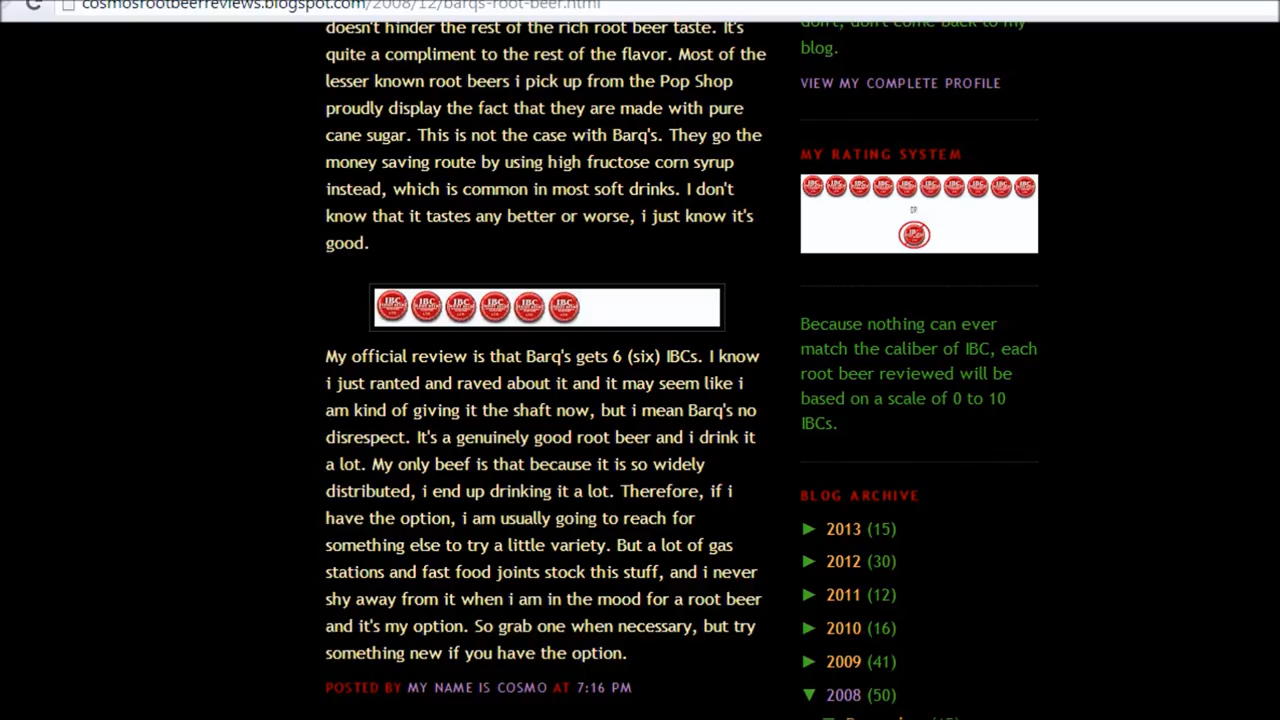 cosmosrootbeerreviews.blogspot.com/2008/12/barqs-root-beer.html
doesn't hinder the rest of the rich root beer taste. It's
quite a compliment to the rest of the flavor. Most of the
lesser known root beers i pick up from the Pop Shop
proudly display the fact that they are made with pure
cane sugar. This is not the case with Barq's. They go the
money saving route by using high fructose corn syrup
instead, which is common in most soft drinks. I don't
know that it tastes any better or worse, i just know it's
good.
IBC IBC IBC IBC IBC IBC
My official review is that Barq's gets 6 (six) IBCs. I know
i just ranted and raved about it and it may seem like i
am kind of giving it the shaft now, but i mean Barq's no
disrespect. It's a genuinely good root beer and i drink it
a lot. My only beef is that because it is so widely
distributed, i end up drinking it a lot. Therefore, if i
have the option, i am usually going to reach for
something else to try a little variety. But a lot of gas
stations and fast food joints stock this stuff, and i never
shy away from it when i am in the mood for a root beer
and it's my option. So grab one when necessary, but try
something new if you have the option.
POSTED BY MY NAME IS COSMO AT 7:16 PM
don't, don't come back to my
blog.
VIEW MY COMPLETE PROFILE
MY RATING SYSTEM
OR
Because nothing can ever
match the caliber of IBC, each
root beer reviewed will be
based on a scale of 0 to 10
IBCs.
BLOG ARCHIVE
► 2013 (15)
► 2012 (30)
► 2011 (12)
► 2010 (16)
► 2009 (41)
▼ 2008 (50)